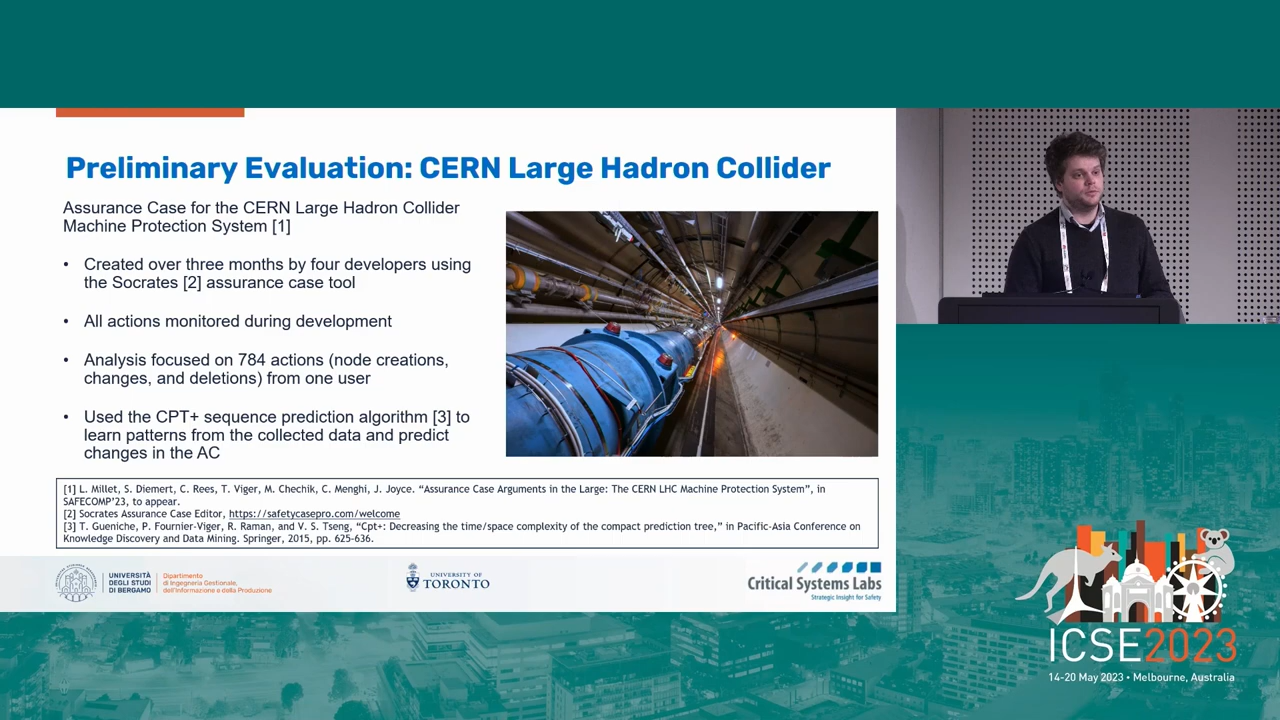 Preliminary Evaluation: CERN Large Hadron Collider
Assurance Case for the CERN Large Hadron Collider
Machine Protection System [1]
• Created over three months by four developers using
the Socrates [2] assurance case tool
• All actions monitored during development
• Analysis focused on 784 actions (node creations,
changes, and deletions) from one user
• Used the CPT+ sequence prediction algorithm [3] to
learn patterns from the collected data and predict
changes in the AC
[1] L. Millet, S. Diemert, C. Rees, T. Viger, M. Chechik, C. Menghi, J. Joyce. “Assurance Case Arguments in the Large: The CERN LHC Machine Protection System”, in
SAFECOMP’23, to appear.
[2] Socrates Assurance Case Editor, https://safetycasepro.com/welcome
[3] T. Gueniche, P. Fournier-Viger, R. Raman, and V. S. Tseng, “Cpt+: Decreasing the time/space complexity of the compact prediction tree,” in Pacific-Asia Conference on
Knowledge Discovery and Data Mining. Springer, 2015, pp. 625-636.
UNIVERSITÀ
DEGLI STUDI
DI BERGAMO
Dipartimento
di Ingegneria Gestionale,
dell'Informazione e della Produzione
UNIVERSITY OF
TORONTO
Critical Systems Labs
Strategic Insight for Safety
ICSE2023
14-20 May 2023 • Melbourne, Australia